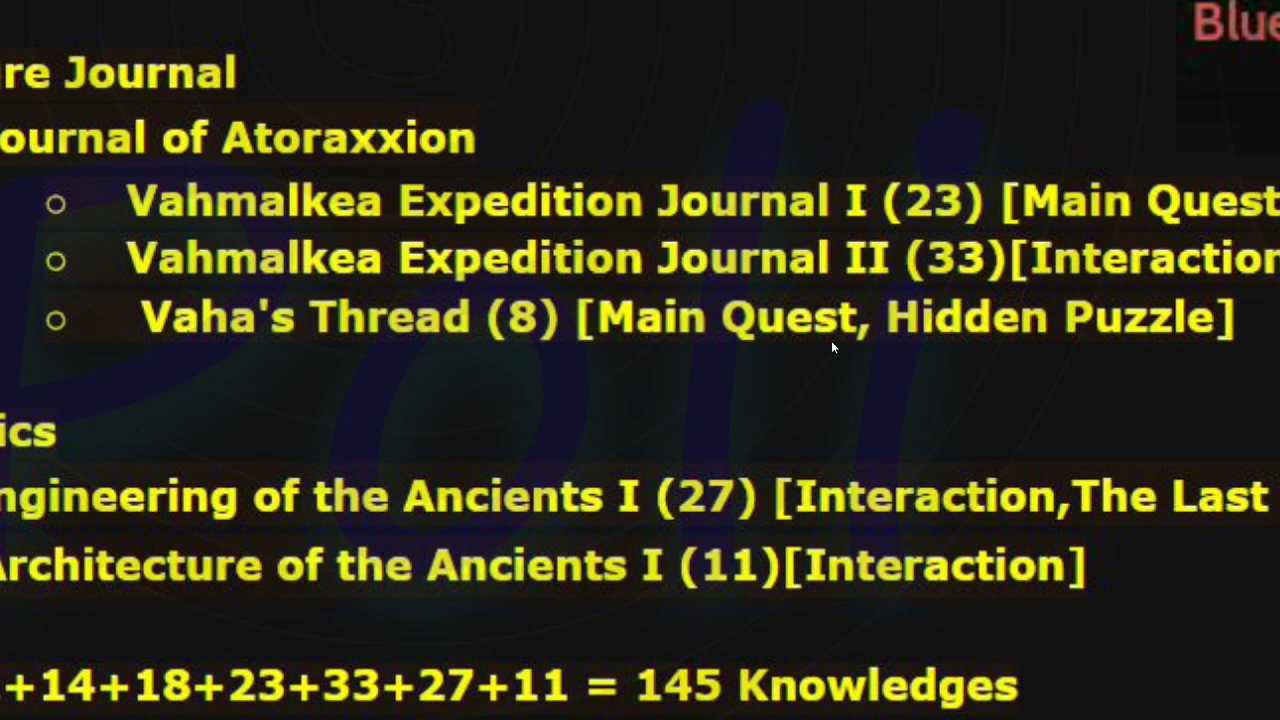 Blue
re Journal
ournal of Atoraxxion
Vahmalkea Expedition Journal I (23) [Main Quest
Vahmalkea Expedition Journal II (33)[Interaction
Vaha's Thread (8) [Main Quest, Hidden Puzzle]
ics
ngineering of the Ancients I (27) [Interaction,The Last
Architecture of the Ancients I (11)[Interaction]
+14+18+23+33+27+11 = 145 Knowledges
Poli